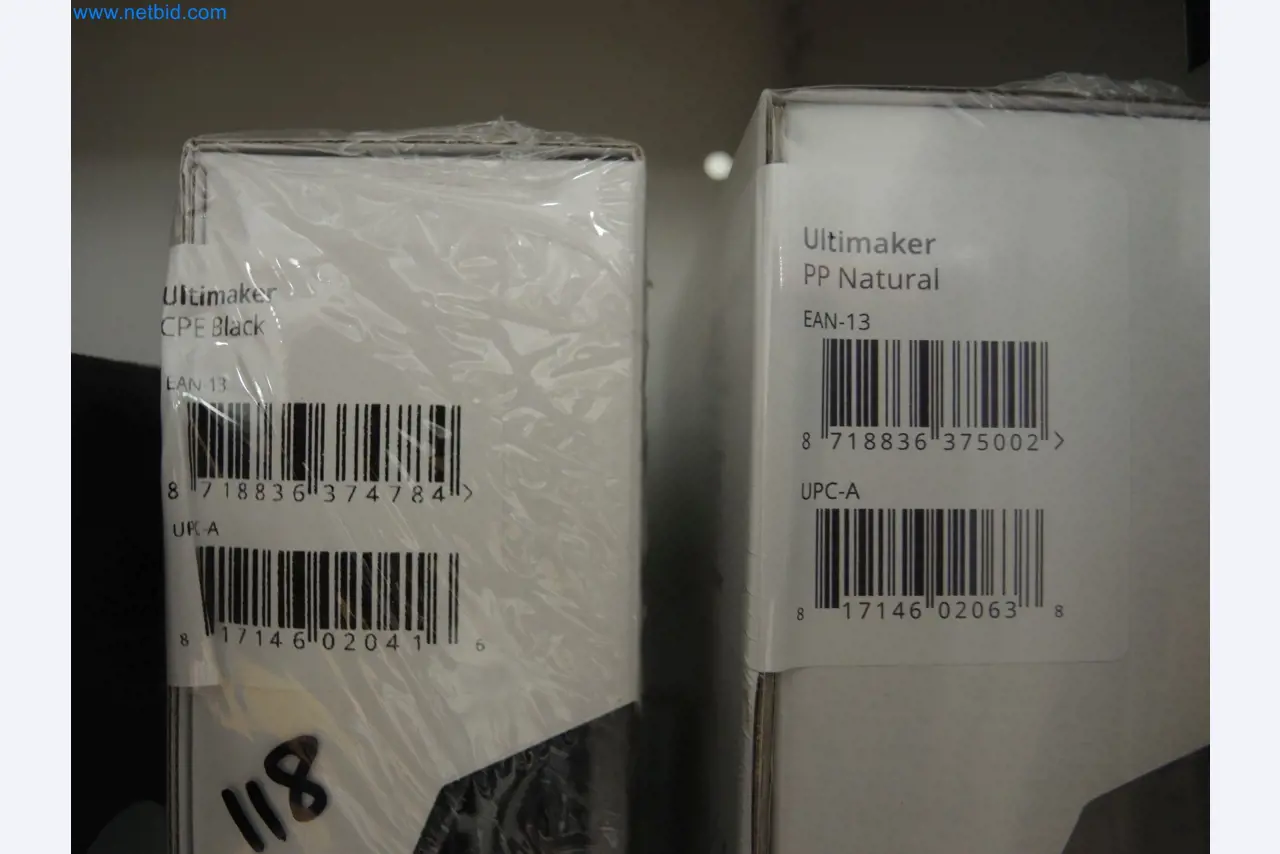 www.netbid.com
Ultimaker
CPE Black
EAN-13
8 718836 374784 >
UPC-A
8 17146 02041 6
118
Ultimaker
PP Natural
EAN-13
8 718836 375002 >
UPC-A
8 17146 02063 8